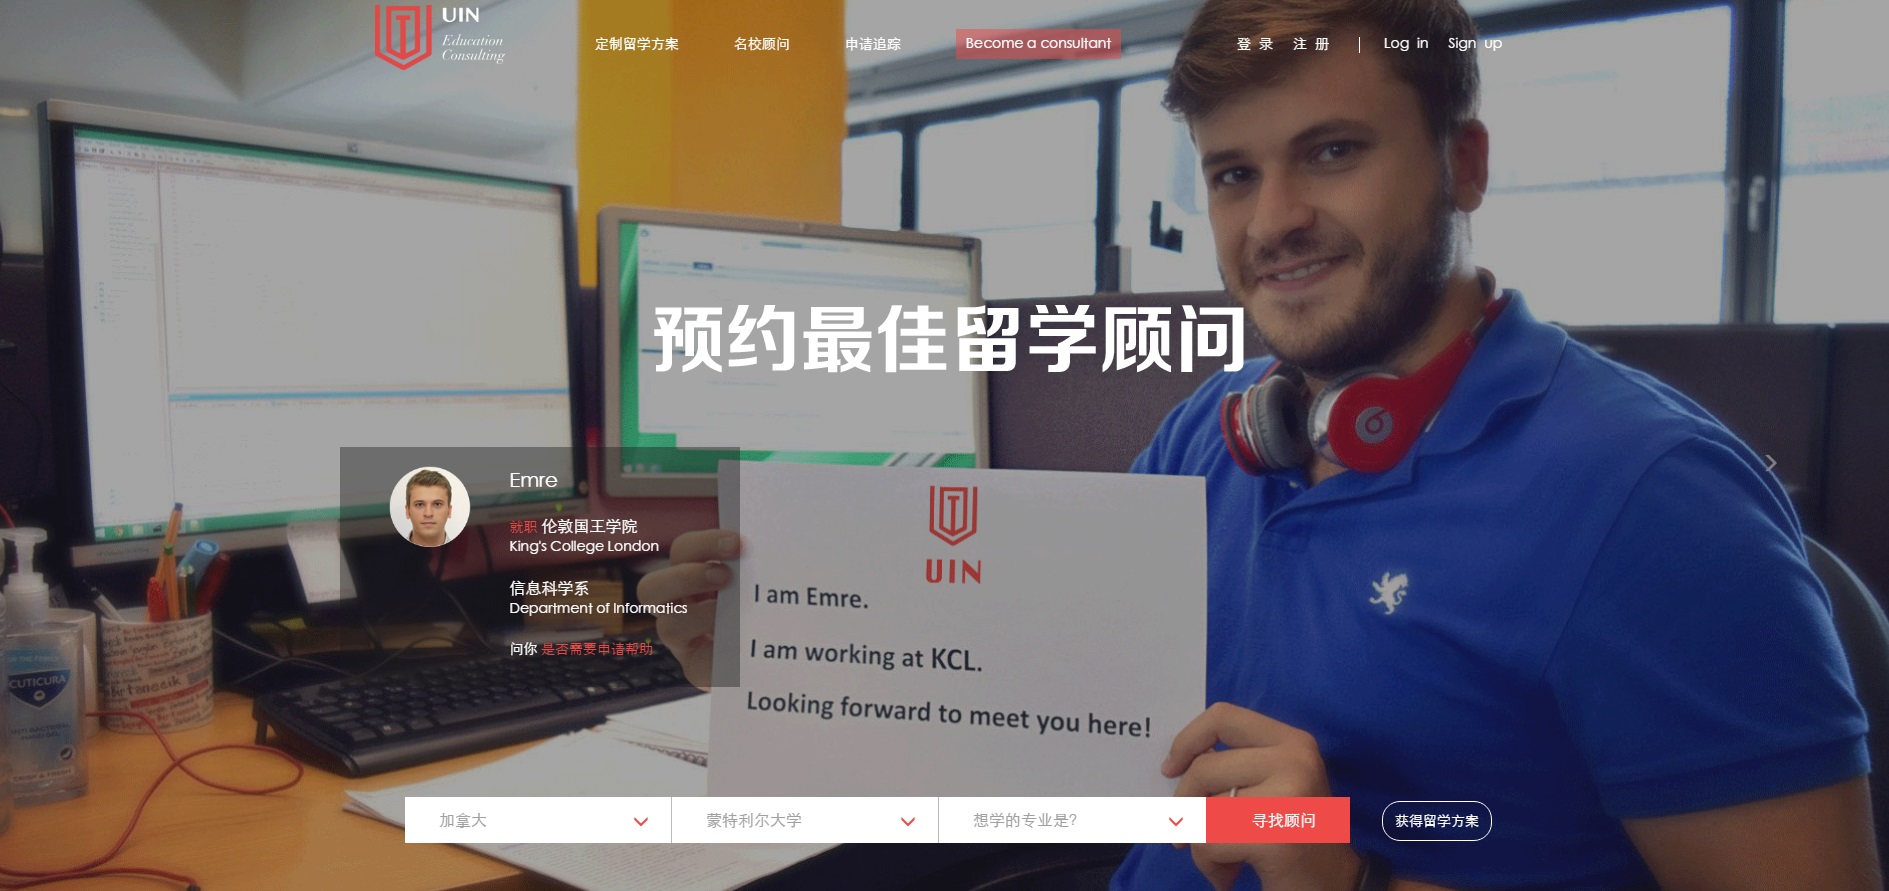 UIN
Education
Consulting
定制留学方案
名校顾问
申请追踪
Become a consultant
登 录
注 册
Log in
Sign up
预约最佳留学顾问
Emre
就职 伦敦国王学院
King's College London
信息科学系
Department of Informatics
问你 是否需要申请帮助
UIN
I am Emre.
I am working at KCL.
Looking forward to meet you here!
CUTICURA
加拿大
蒙特利尔大学
想学的专业是?
寻找顾问
获得留学方案